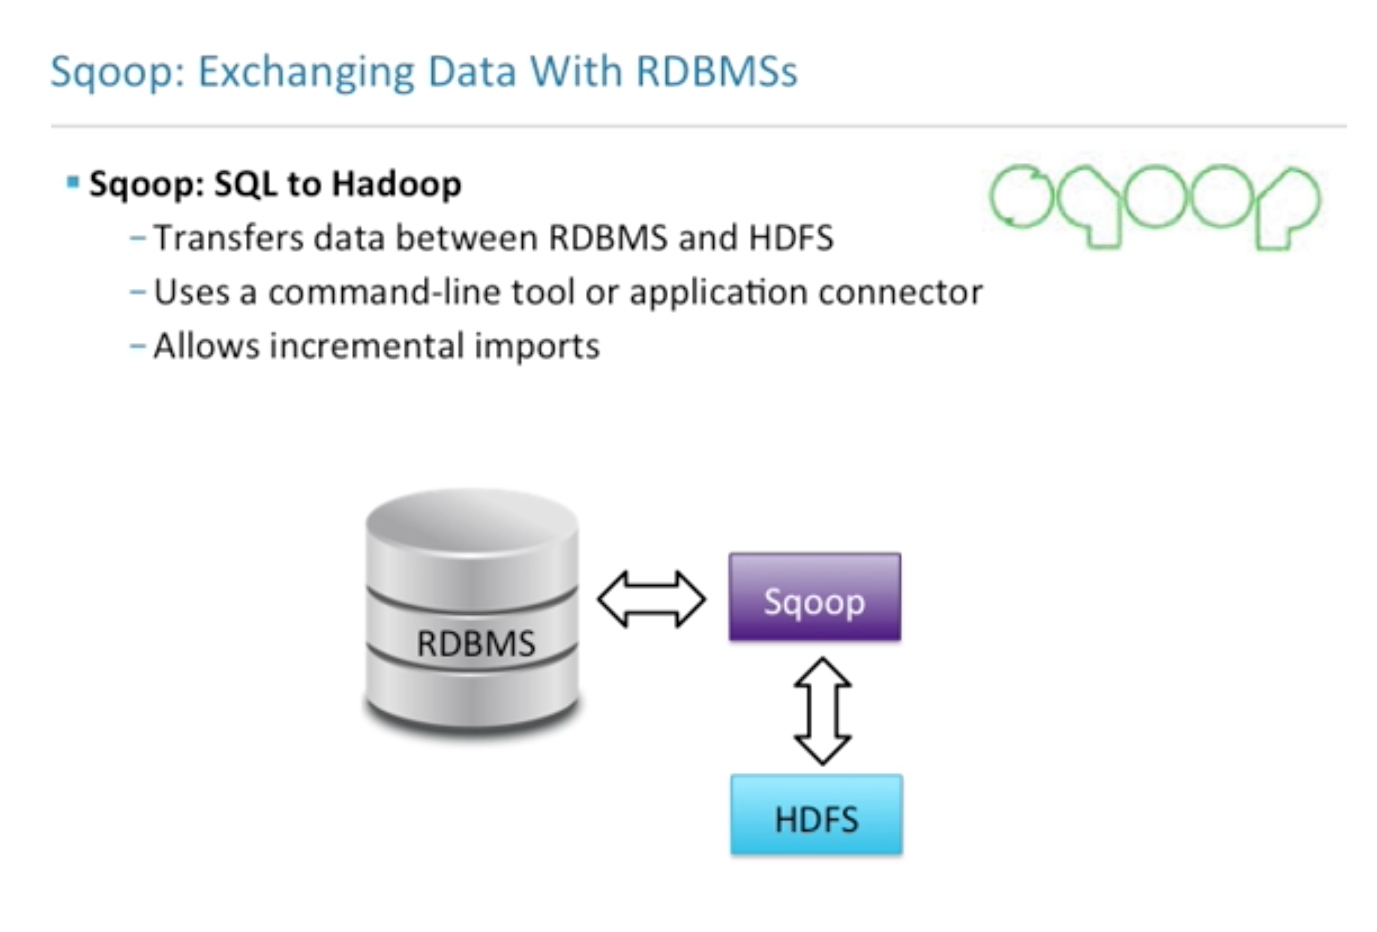 Sqoop: Exchanging Data With RDBMSs
Sqoop: SQL to Hadoop
sqoop
– Transfers data between RDBMS and HDFS
– Uses a command-line tool or application connector
– Allows incremental imports
RDBMS
Sqoop
HDFS